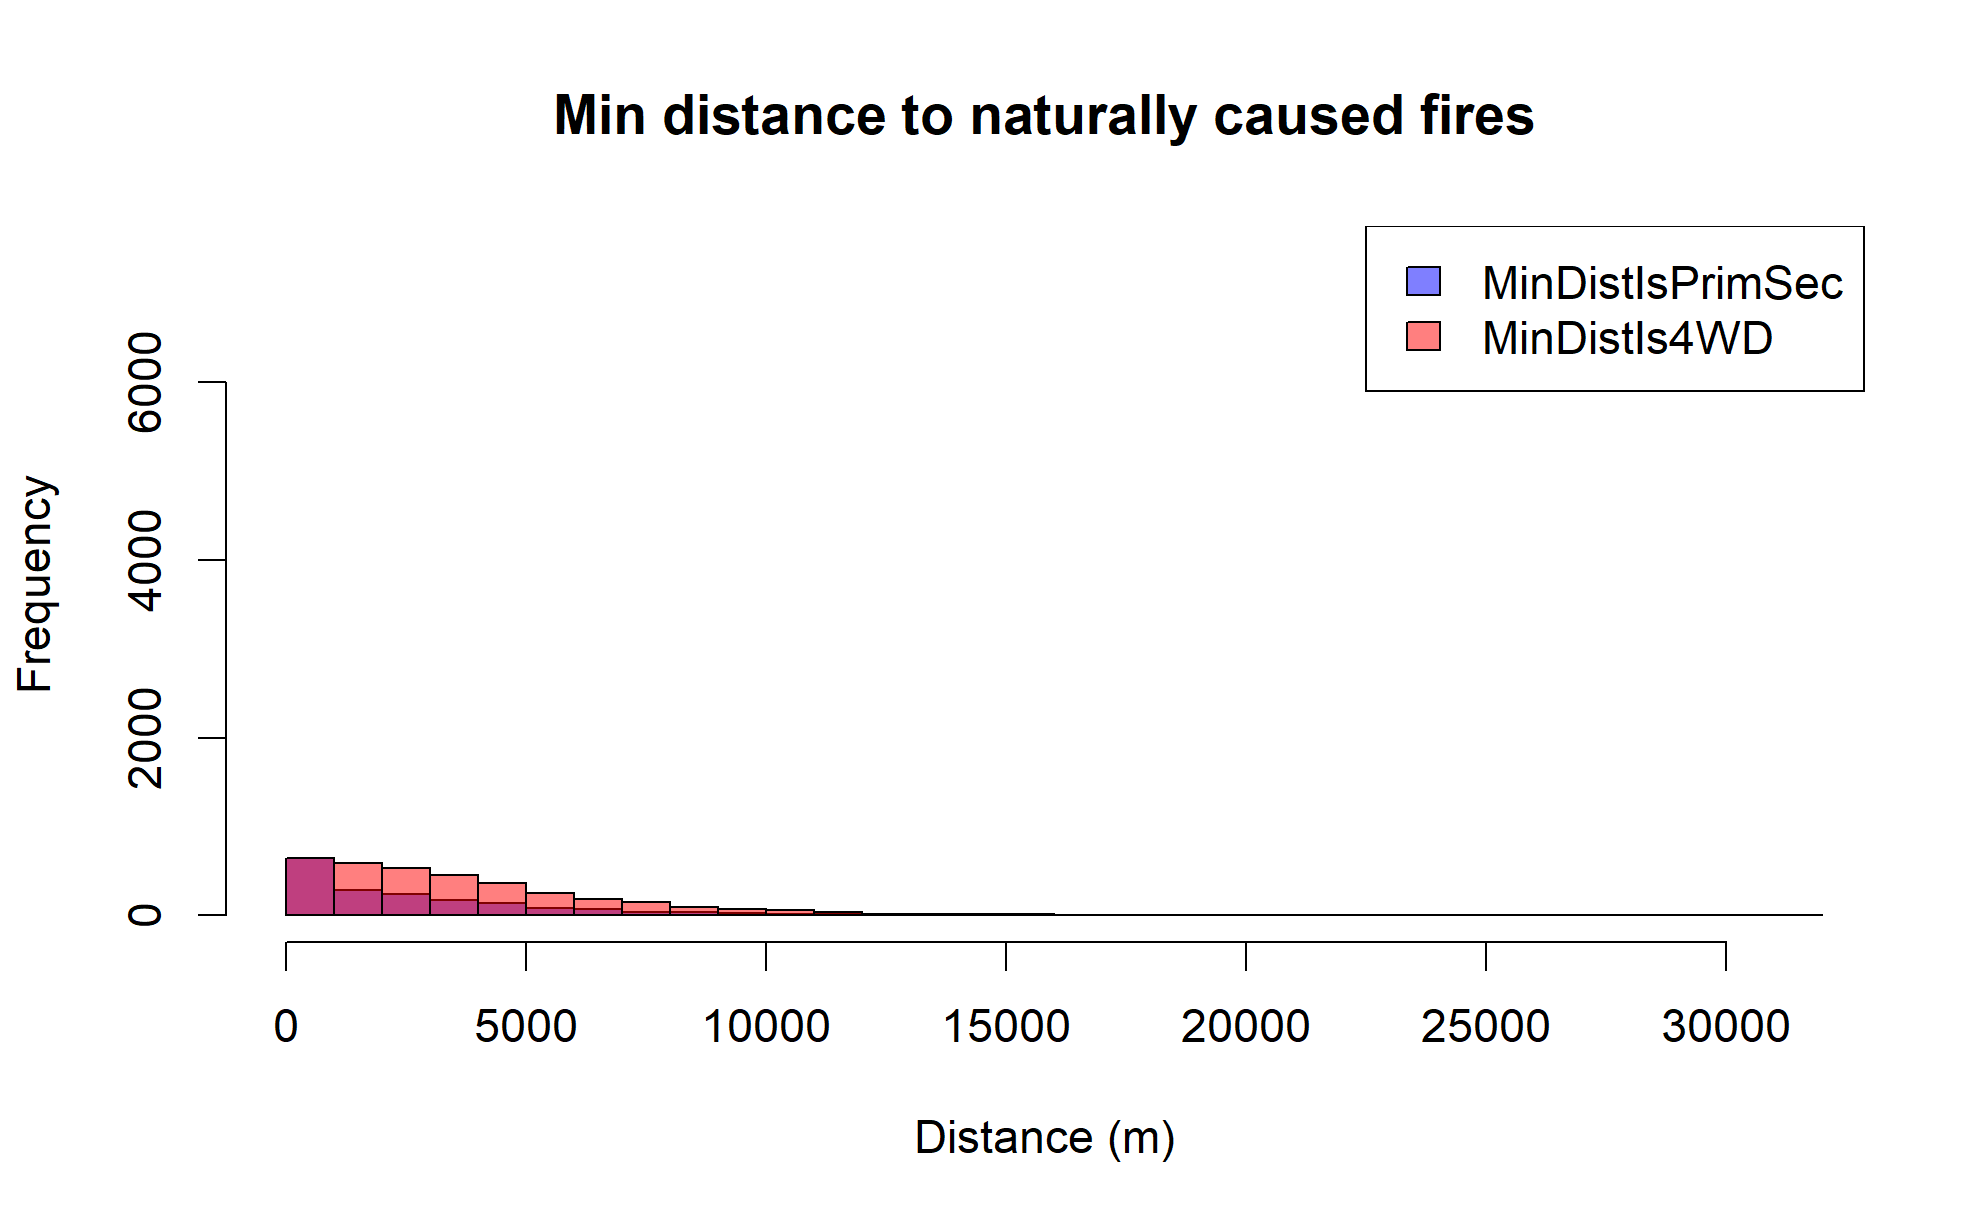 Min distance to naturally caused fires
MinDistIsPrimSec
MinDistIs4WD
6000
4000
2000
0
Frequency
0 5000 10000 15000 20000 25000 30000
Distance (m)